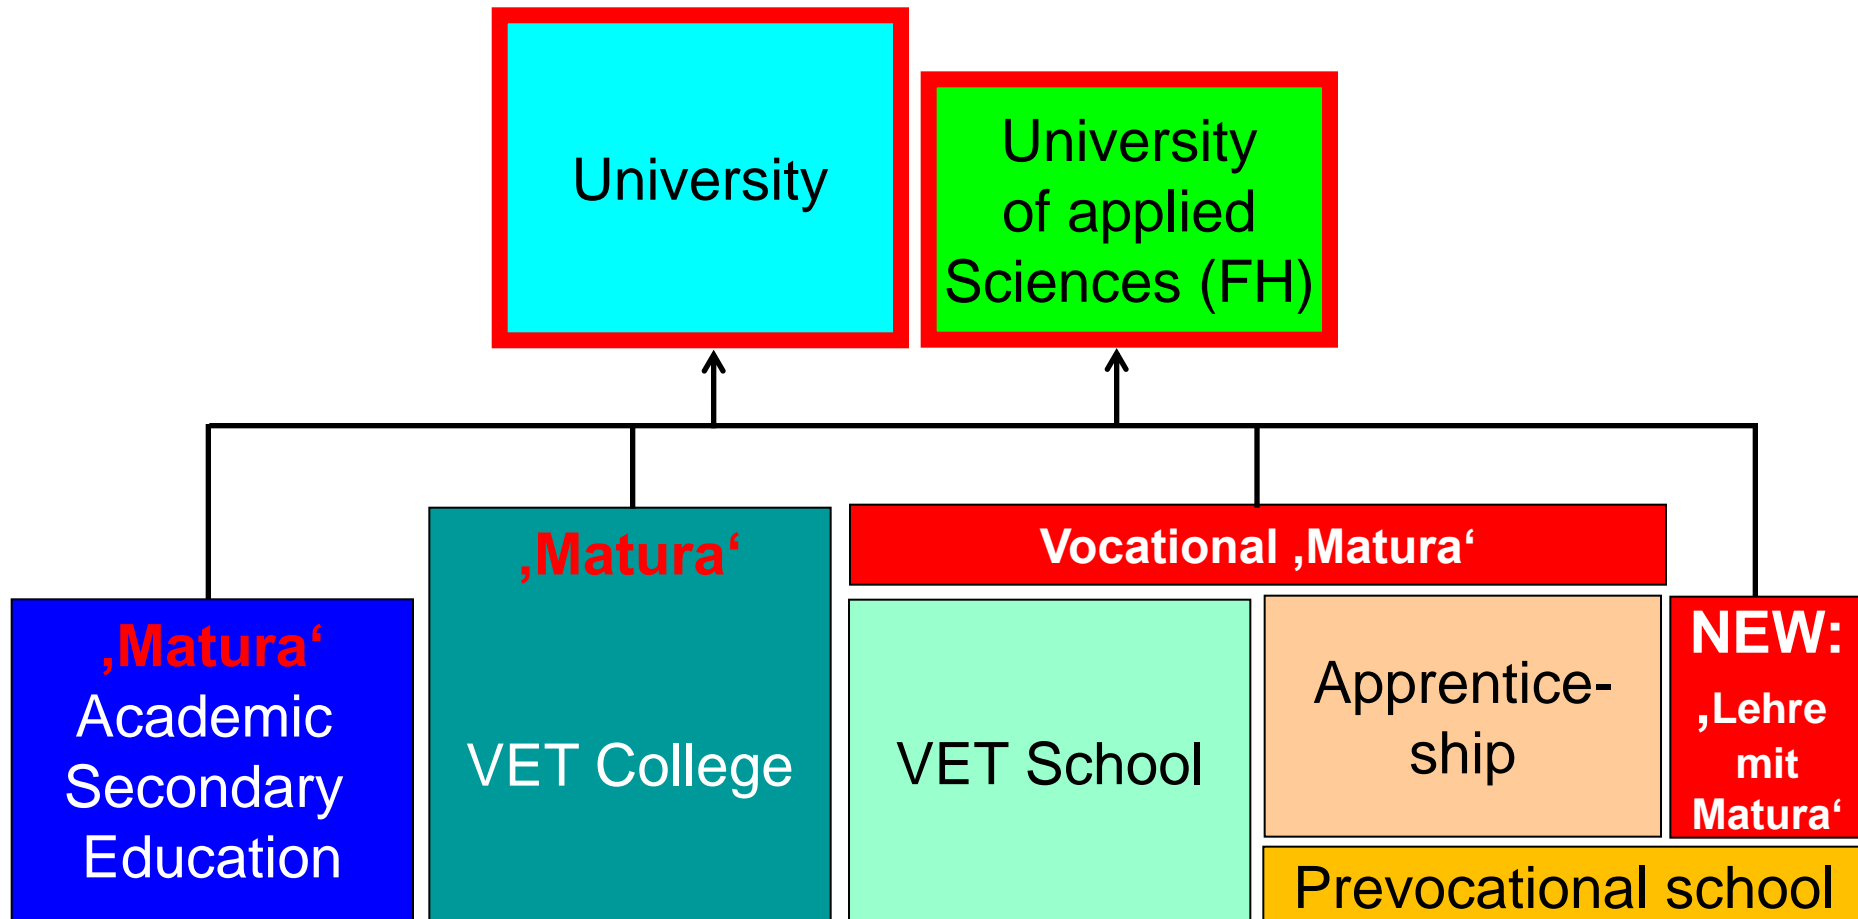 University
University
of applied
Sciences (FH)
‚Matura‘
Academic
Secondary
Education
‚Matura‘
VET College
Vocational ‚Matura‘
VET School
Apprentice-
ship
NEW:
‚Lehre
mit
Matura‘
Prevocational school